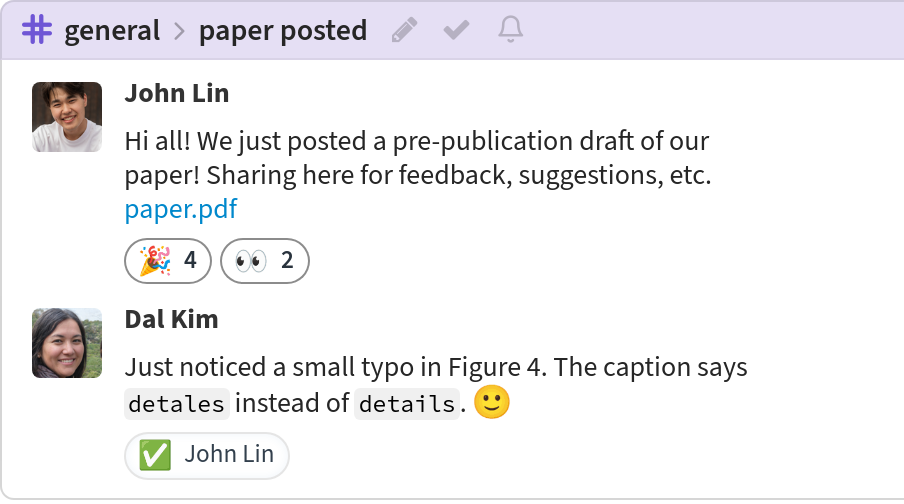 # general > paper posted
John Lin
Hi all! We just posted a pre-publication draft of our
paper! Sharing here for feedback, suggestions, etc.
paper.pdf
🎉 4 👀 2
Dal Kim
Just noticed a small typo in Figure 4. The caption says
detales instead of details. 🙂
✅ John Lin